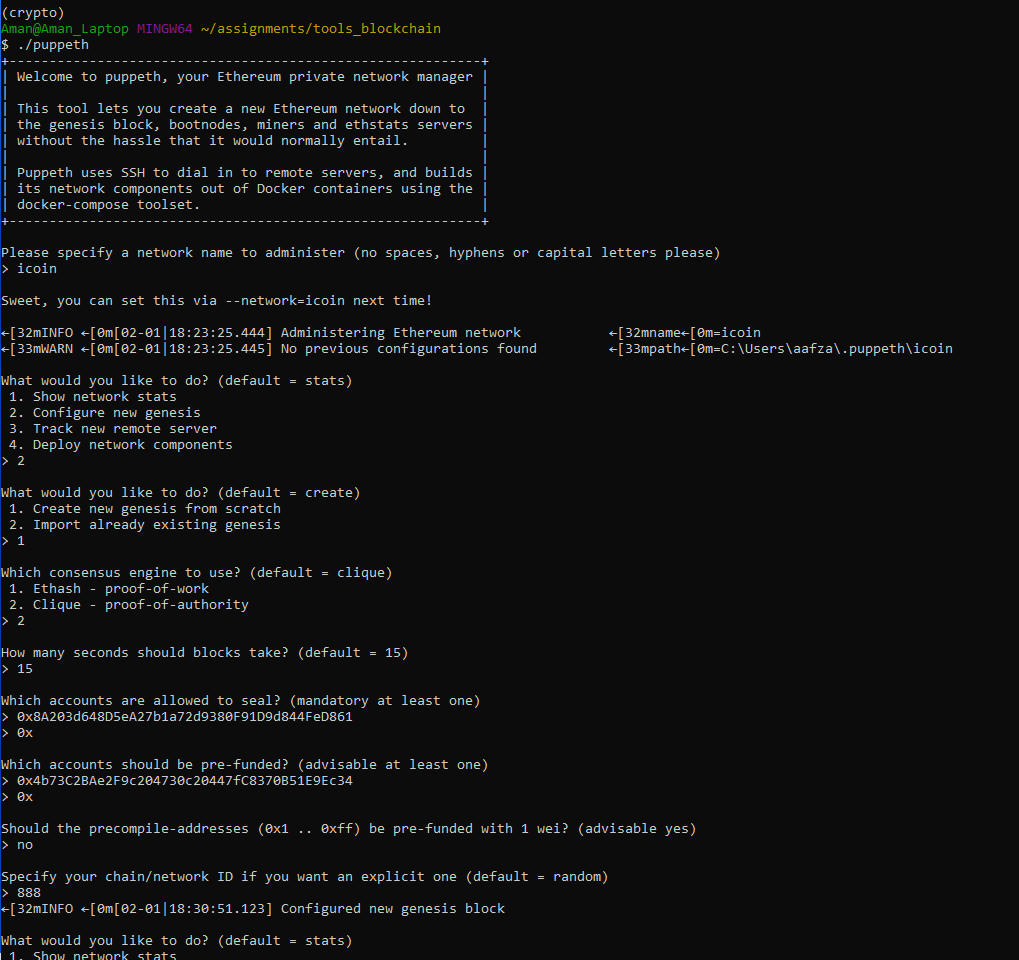 (crypto)
Aman@Aman_Laptop MINGW64 ~/assignments/tools_blockchain
$ ./puppeth
+-----------------------------------------------------------+
| Welcome to puppeth, your Ethereum private network manager |
|                                                           |
| This tool lets you create a new Ethereum network down to  |
| the genesis block, bootnodes, miners and ethstats servers |
| without the hassle that it would normally entail.         |
|                                                           |
| Puppeth uses SSH to dial in to remote servers, and builds |
| its network components out of Docker containers using the |
| docker-compose toolset.                                   |
+-----------------------------------------------------------+

Please specify a network name to administer (no spaces, hyphens or capital letters please)
> icoin

Sweet, you can set this via --network=icoin next time!

←[32mINFO ←[0m[02-01|18:23:25.444] Administering Ethereum network           ←[32mname←[0m=icoin
←[33mWARN ←[0m[02-01|18:23:25.445] No previous configurations found         ←[33mpath←[0m=C:\Users\aafza\.puppeth\icoin

What would you like to do? (default = stats)
 1. Show network stats
 2. Configure new genesis
 3. Track new remote server
 4. Deploy network components
> 2

What would you like to do? (default = create)
 1. Create new genesis from scratch
 2. Import already existing genesis
> 1

Which consensus engine to use? (default = clique)
 1. Ethash - proof-of-work
 2. Clique - proof-of-authority
> 2

How many seconds should blocks take? (default = 15)
> 15

Which accounts are allowed to seal? (mandatory at least one)
> 0x8A203d648D5eA27b1a72d9380F91D9d844FeD861
> 0x

Which accounts should be pre-funded? (advisable at least one)
> 0x4b73C2BAe2F9c204730c20447fC8370B51E9Ec34
> 0x

Should the precompile-addresses (0x1 .. 0xff) be pre-funded with 1 wei? (advisable yes)
> no

Specify your chain/network ID if you want an explicit one (default = random)
> 888
←[32mINFO ←[0m[02-01|18:30:51.123] Configured new genesis block

What would you like to do? (default = stats)
 1. Show network stats